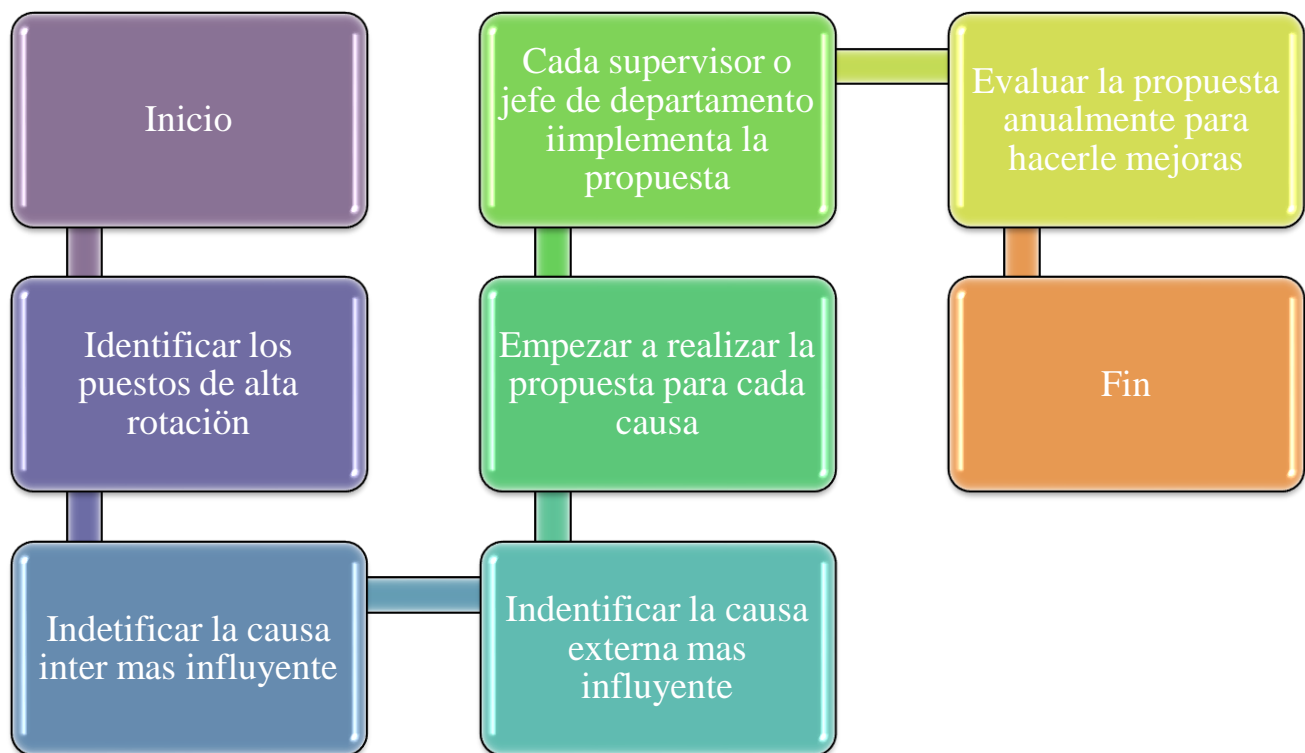 Inicio
Identificar los
puestos de alta
rotaciön
Indetificar la causa
inter mas influyente
Indentificar la causa
externa mas
influyente
Empezar a realizar la
propuesta para cada
causa
Cada supervisor o
jefe de departamento
iimplementa la
propuesta
Evaluar la propuesta
anualmente para
hacerle mejoras
Fin